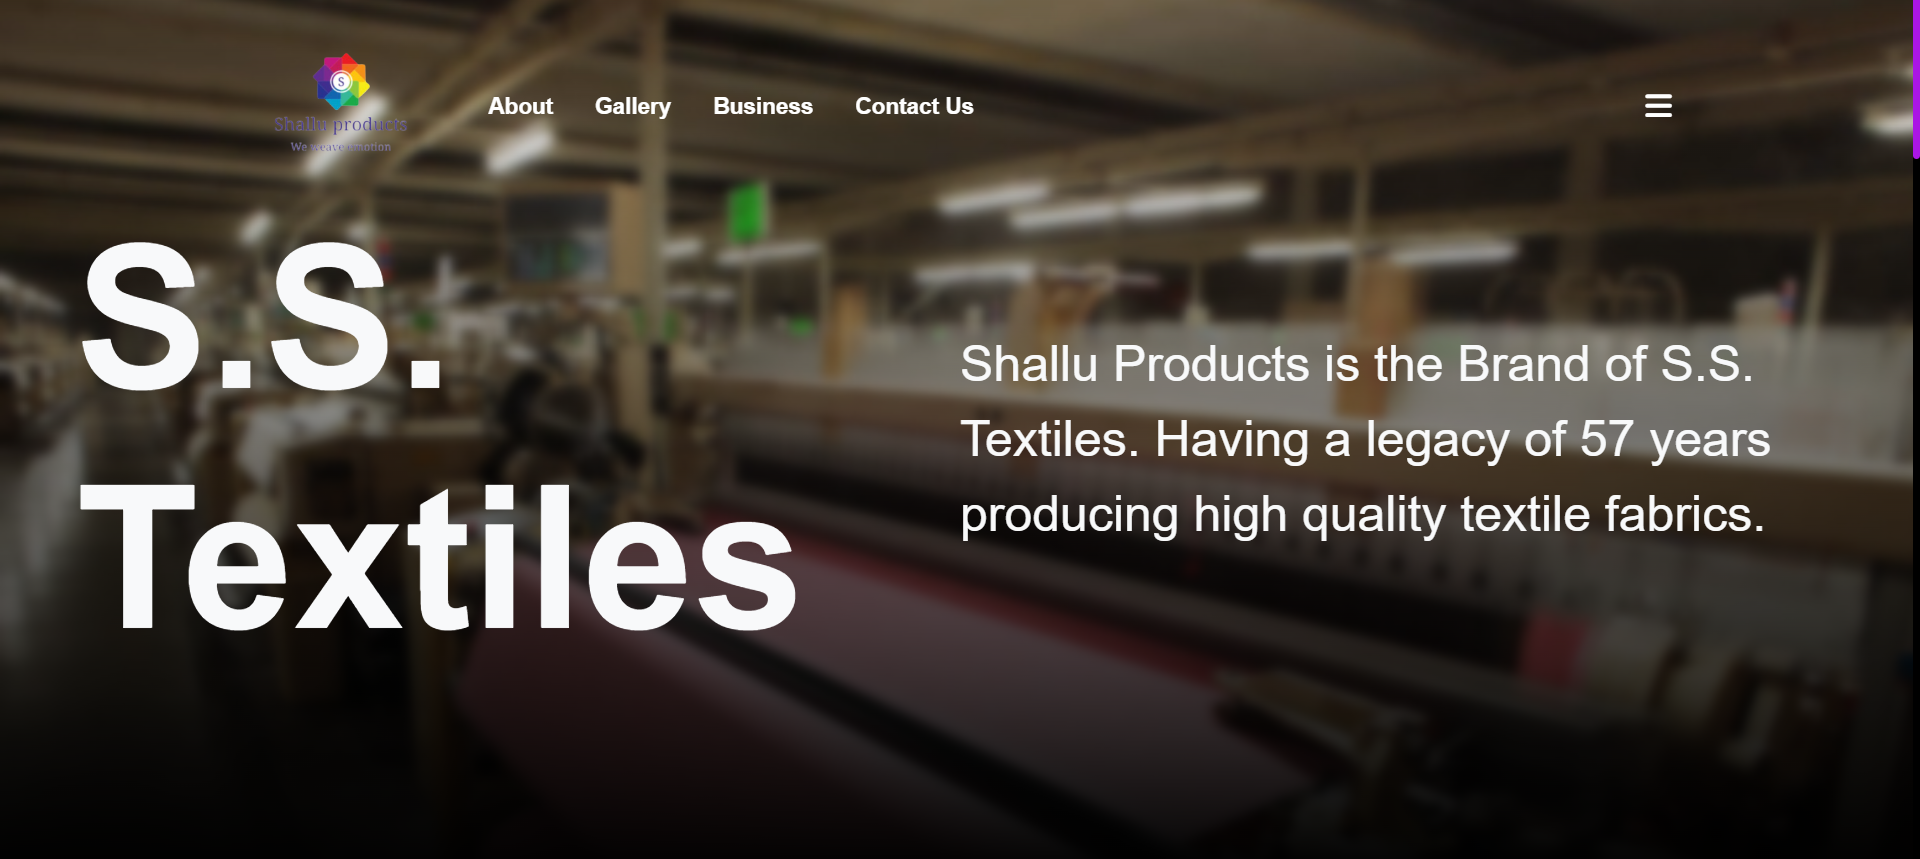 S
Shallu products
We weave emotion
About Gallery Business Contact Us
S.S.
Textiles
Shallu Products is the Brand of S.S.
Textiles. Having a legacy of 57 years
producing high quality textile fabrics.